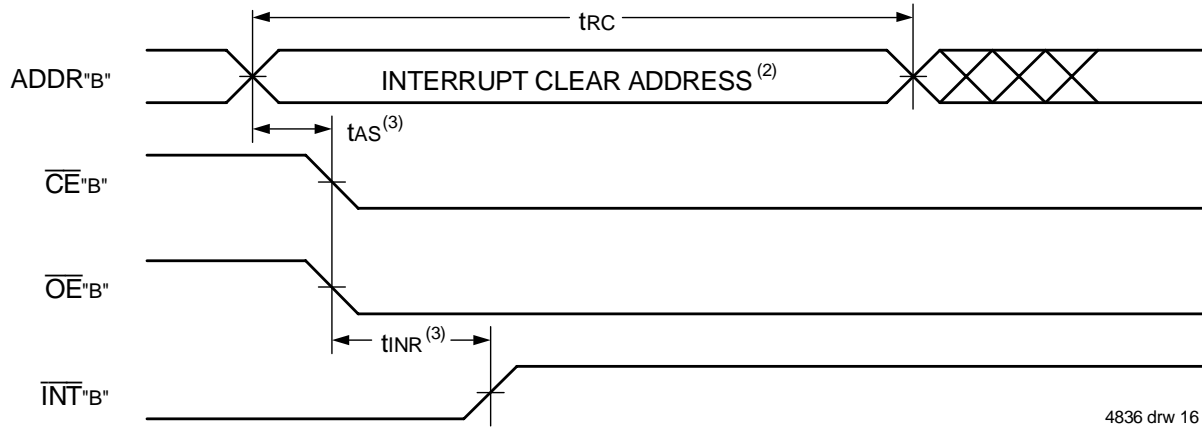 tRC
ADDR"B"
INTERRUPT CLEAR ADDRESS(2)
tAS(3)
CE"B"
OE"B"
tINR(3)
INT"B"
4836 drw 16